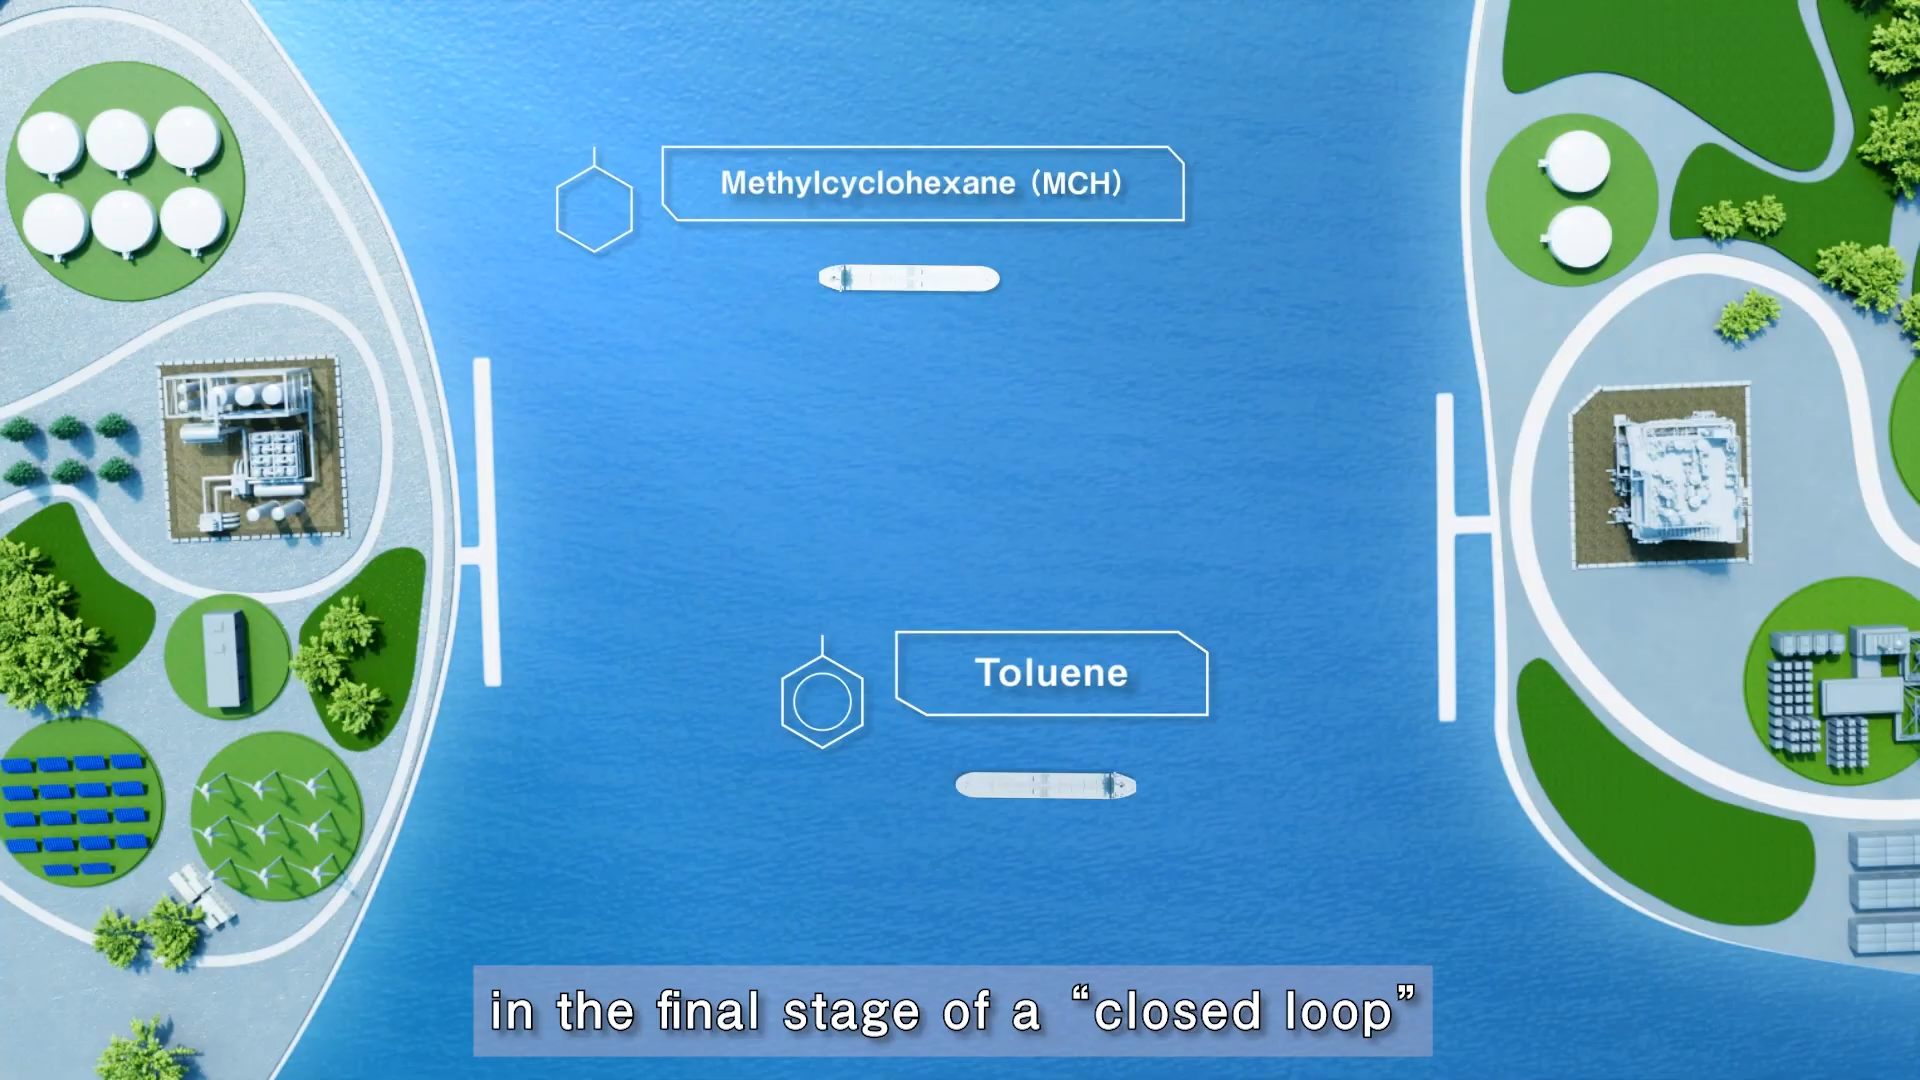 Methylcyclohexane (MCH)
Toluene
in the final stage of a “closed loop”